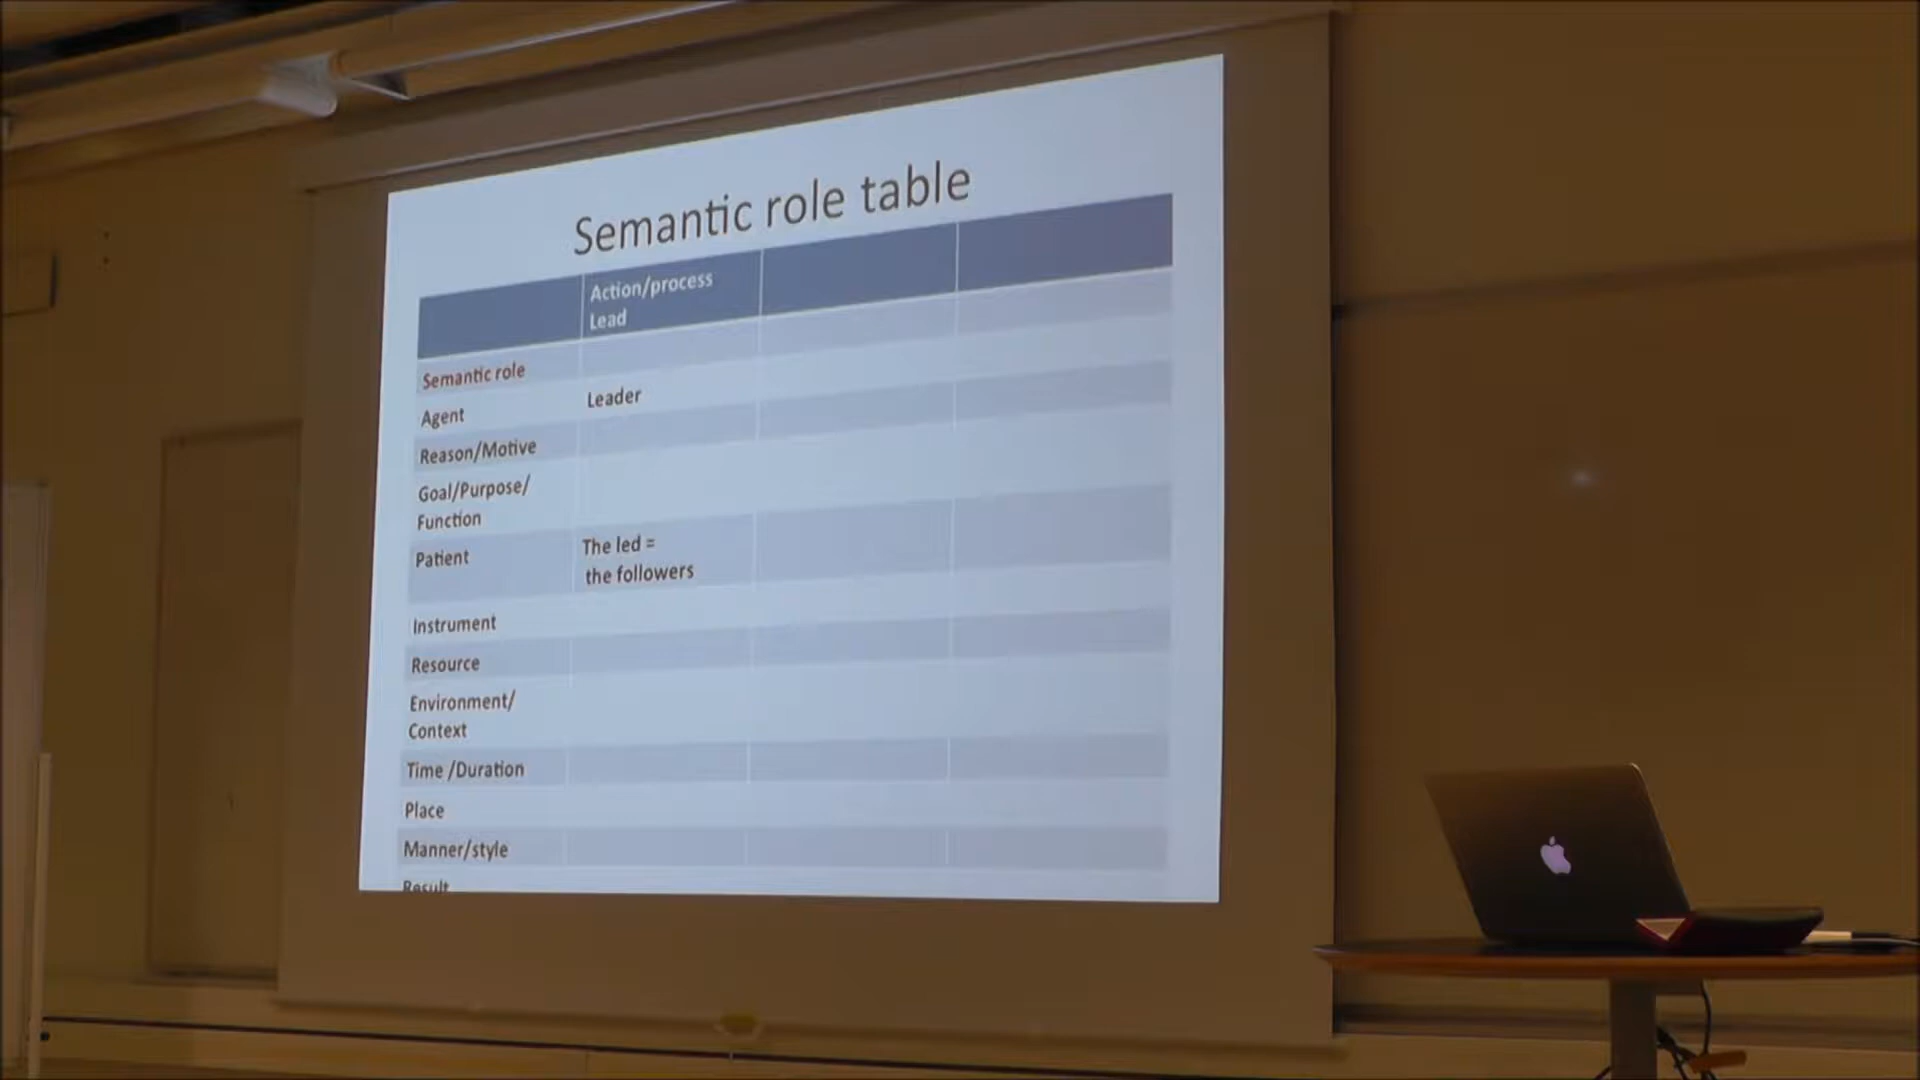 Semantic role table
Action/process
Lead
Semantic role
Agent
Leader
Reason/Motive
Goal/Purpose/
Function
Patient
The led =
the followers
Instrument
Resource
Environment/
Context
Time /Duration
Place
Manner/style
Result